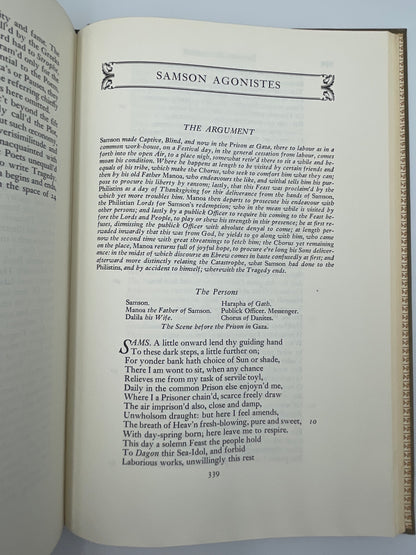 ity and fame. The
ff'd by the Actors
SAMSON AGONISTES
THE ARGUMENT
Samson made Captive, Blind, and now in the Prison at Gaza, there to labour as in a
common work-house, on a Festival day, in the general cessation from labour, comes
forth into the open Air, to a place nigh, somewhat retir'd there to sit a while and be-
moan his condition. Where he happens at length to be visited by certain friends and
equals of his tribe, which make the Chorus, who seek to comfort him what they can;
then by his old Father Manoa, who endeavours the like, and withal tells him his pur-
pose to procure his liberty by ransom; lastly, that this Feast was proclaim'd by the
Philistins as a day of Thanksgiving for thir deliverance from the hands of Samson,
which yet more troubles him. Manoa then departs to prosecute his endeavour with
the Philistian Lords for Samson's redemption; who in the mean while is visited by
other persons; and lastly by a publick Officer to require his coming to the Feast be-
fore the Lords and People, to play or shew his strength in thir presence; he at first
refuses, dismissing the publick Officer with absolute denyal to come; at length per-
swaded inwardly that this was from God, he yields to go along with him, who came
now the second time with great threatnings to fetch him; the Chorus yet remaining
on the place, Manoa returns full of joyful hope, to procure e're long his Sons deliver-
ance: in the midst of which discourse an Ebrew comes in haste confusedly at first; and
afterward more distinctly relating the Catastrophe, what Samson had done to the
Philistins, and by accident to himself; wherewith the Tragedy ends.
The Persons
Samson.
Manoa the Father of Samson.
Dalila his Wife.
Harapha of Gath.
Publick Officer. Messenger.
Chorus of Danites.
The Scene before the Prison in Gaza.
SAMS. A little onward lend thy guiding hand
To these dark steps, a little further on;
For yonder bank hath choice of Sun or shade,
There I am wont to sit, when any chance
Relieves me from my task of servile toyl,
Daily in the common Prison else enjoyn'd me,
Where I a Prisoner chain'd, scarce freely draw
The air imprison'd also, close and damp,
Unwholsom draught: but here I feel amends,
The breath of Heav'n fresh-blowing, pure and sweet, 10
With day-spring born; here leave me to respire.
This day a solemn Feast the people hold
To Dagon thir Sea-Idol, and forbid
Laborious works, unwillingly this rest
339